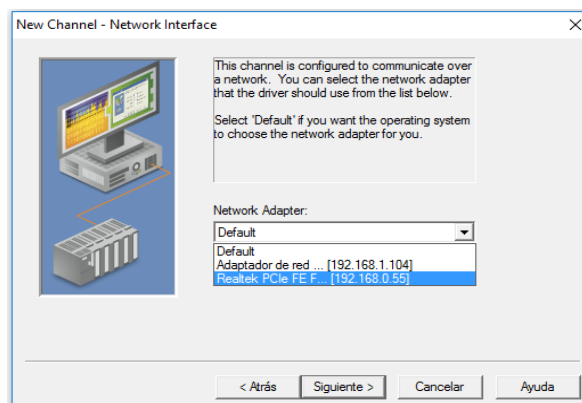 New Channel - Network Interface
This channel is configured to communicate over
a network. You can select the network adapter
that the driver should use from the list below.
Select 'Default' if you want the operating system
to choose the network adapter for you.
Network Adapter:
Default
Default
Adaptador de red ... [192.168.1.104]
Realtek PCIe FE F... [192.168.0.55]
< Atrás
Siguiente >
Cancelar
Ayuda